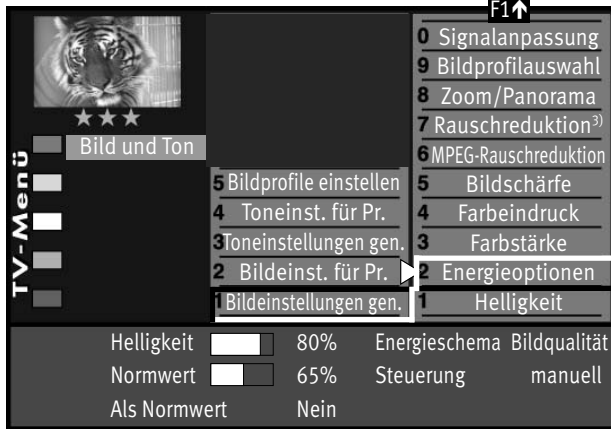 F1↑
0 Signalanpassung
9 Bildprofilauswahl
8 Zoom/Panorama
7 Rauschreduktion³⁾
6 MPEG-Rauschreduktion
5 Bildschärfe
4 Farbeindruck
3 Farbstärke
2 Energieoptionen
1 Helligkeit
TV-Menü
Bild und Ton
5 Bildprofile einstellen
4 Toneinst. für Pr.
3 Toneinstellungen gen.
2 Bildeinst. für Pr.
1 Bildeinstellungen gen.
Helligkeit 80% Energieschema Bildqualität
Normwert 65% Steuerung manuell
Als Normwert Nein